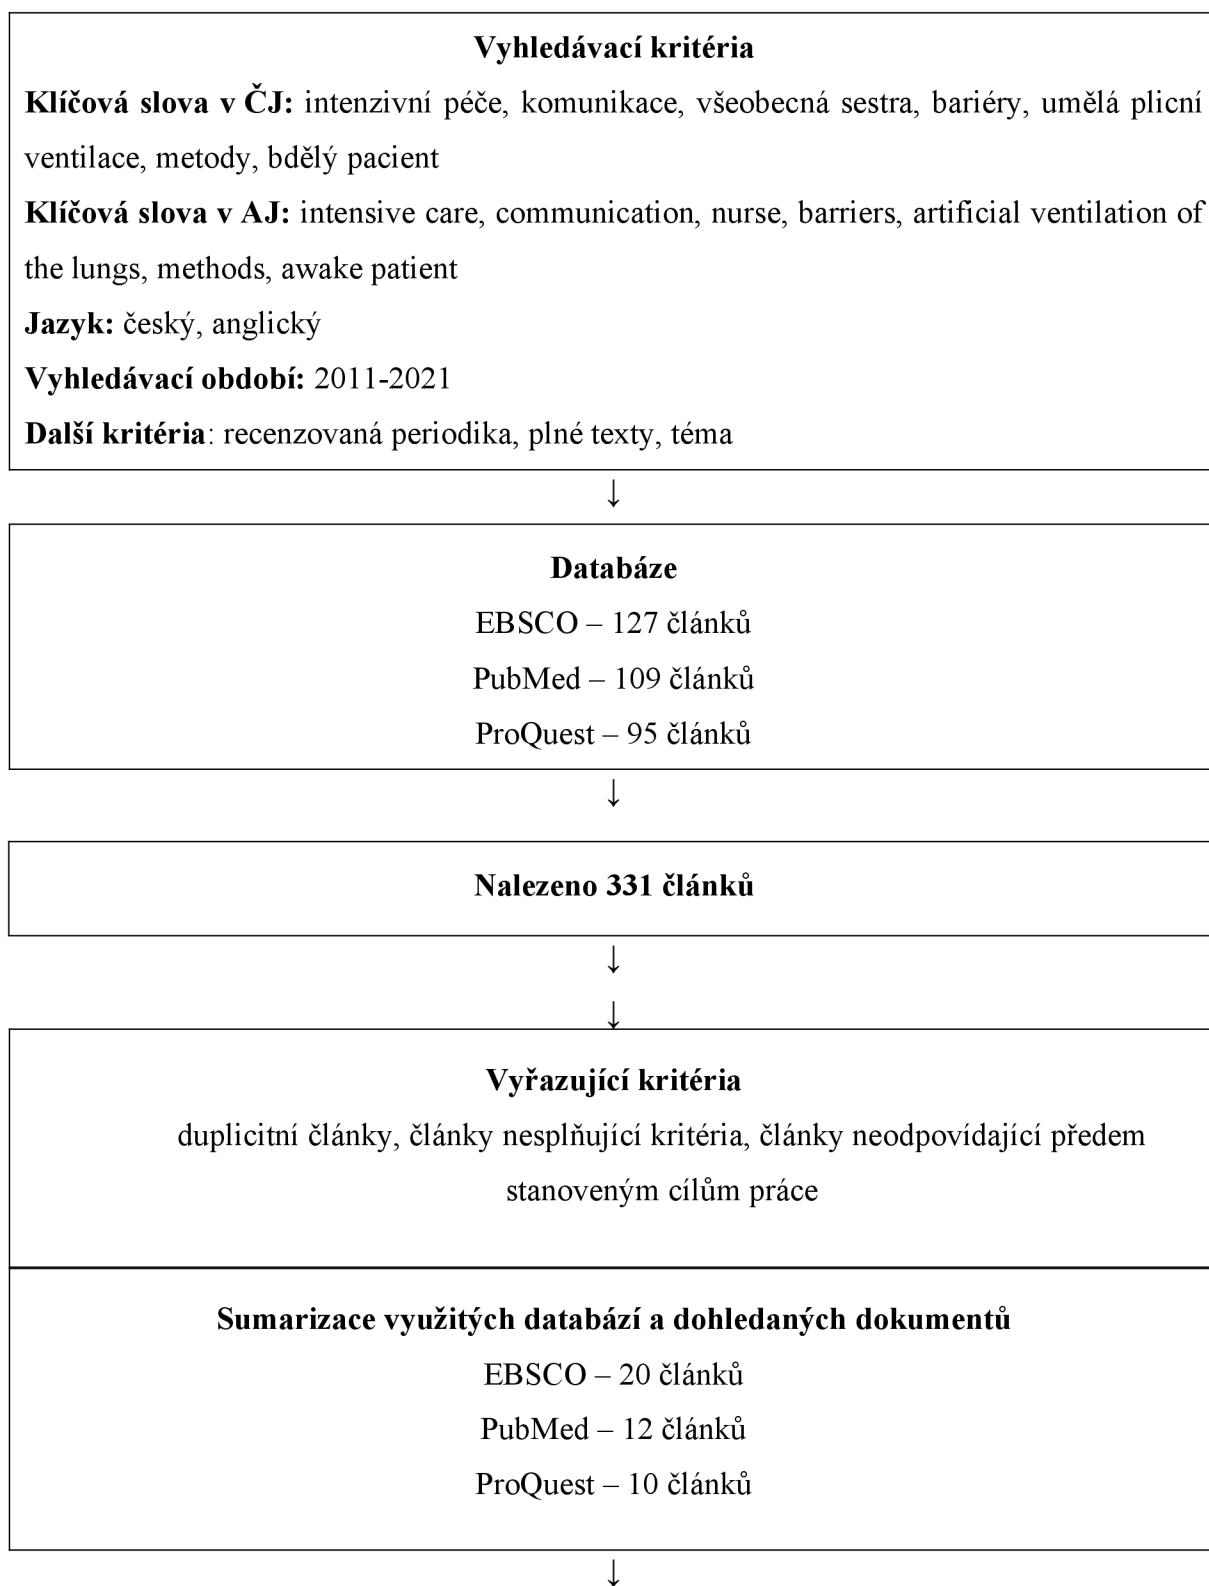 Vyhledávací kritéria
Klíčová slova v ČJ: intenzivní péče, komunikace, všeobecná sestra, bariéry, umělá plicní
ventilace, metody, bdělý pacient
Klíčová slova v AJ: intensive care, communication, nurse, barriers, artificial ventilation of
the lungs, methods, awake patient
Jazyk: český, anglický
Vyhledávací období: 2011-2021
Další kritéria: recenzovaná periodika, plné texty, téma
↓
Databáze
EBSCO – 127 článků
PubMed – 109 článků
ProQuest – 95 článků
↓
Nalezeno 331 článků
↓
↓
Vyřazující kritéria
duplicitní články, články nesplňující kritéria, články neodpovídající předem
stanoveným cílům práce
Sumarizace využitých databází a dohledaných dokumentů
EBSCO – 20 článků
PubMed – 12 článků
ProQuest – 10 článků
↓